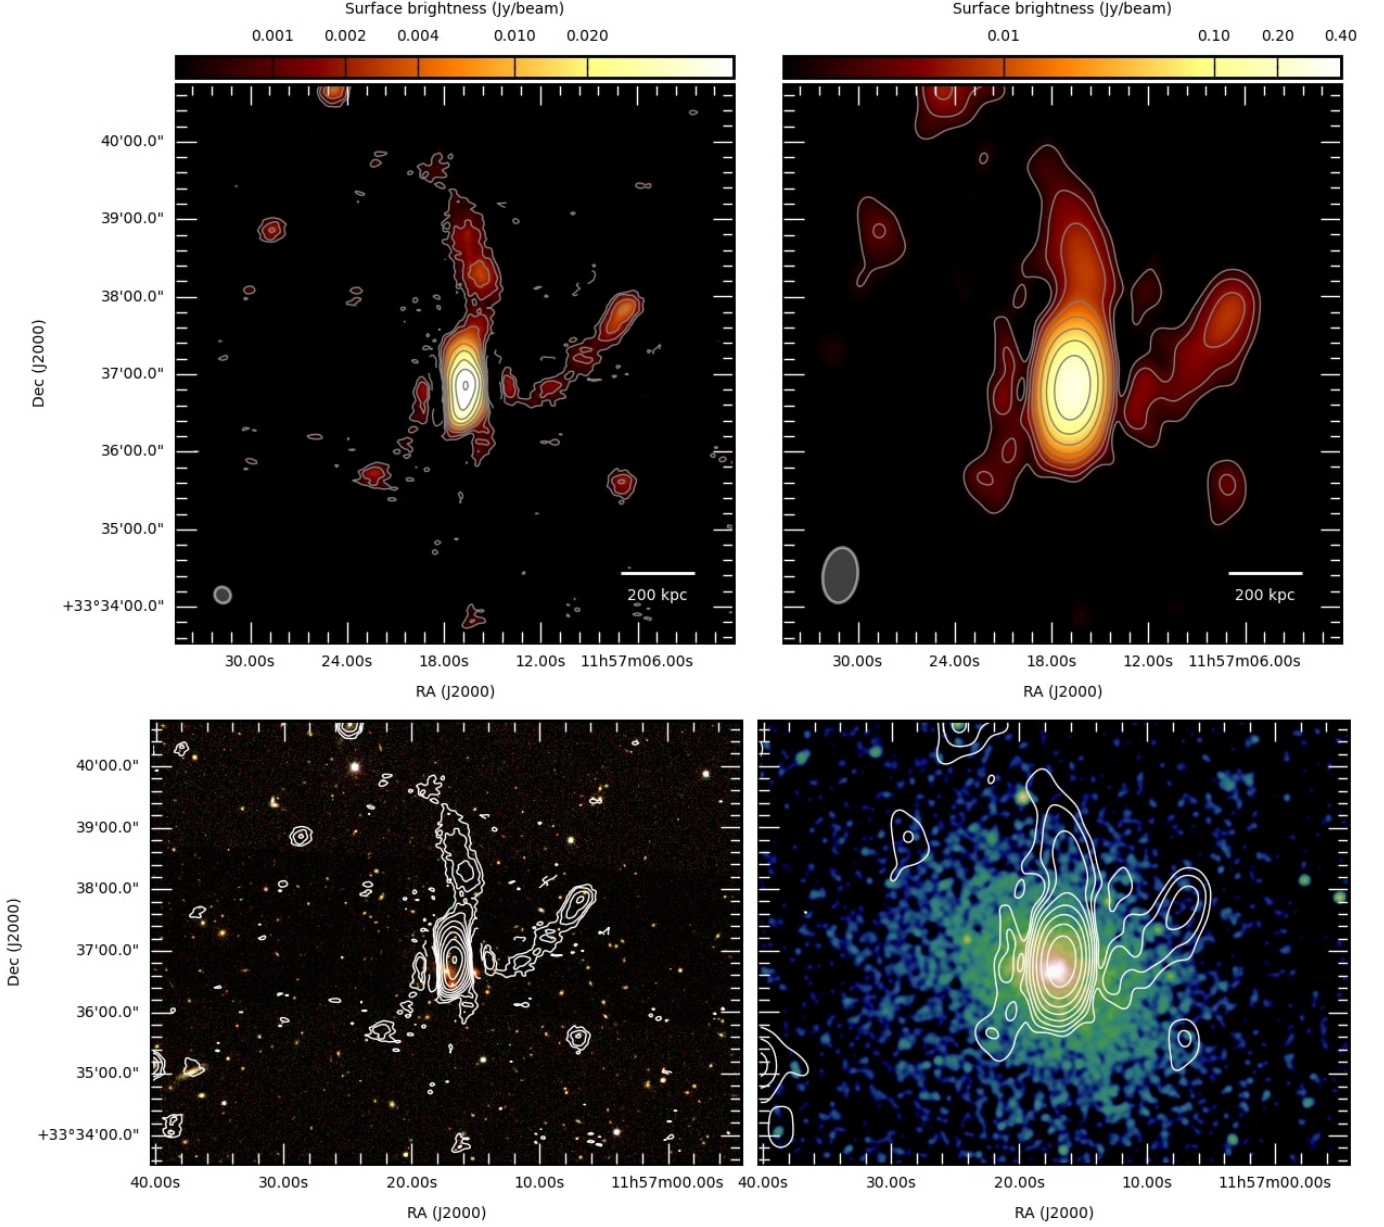 Surface brightness (Jy/beam) Surface brightness (Jy/beam)
0.001 0.002 0.004 0.010 0.020 0.01 0.10 0.20 0.40
40'00.0"
39'00.0"
38'00.0"
37'00.0"
36'00.0"
35'00.0"
+33°34'00.0"
Dec (J2000)
200 kpc 200 kpc
30.00s 24.00s 18.00s 12.00s 11h57m06.00s 30.00s 24.00s 18.00s 12.00s 11h57m06.00s
RA (J2000) RA (J2000)
40'00.0"
39'00.0"
38'00.0"
37'00.0"
36'00.0"
35'00.0"
+33°34'00.0"
Dec (J2000)
40.00s 30.00s 20.00s 10.00s 11h57m00.00s 40.00s 30.00s 20.00s 10.00s 11h57m00.00s
RA (J2000) RA (J2000)